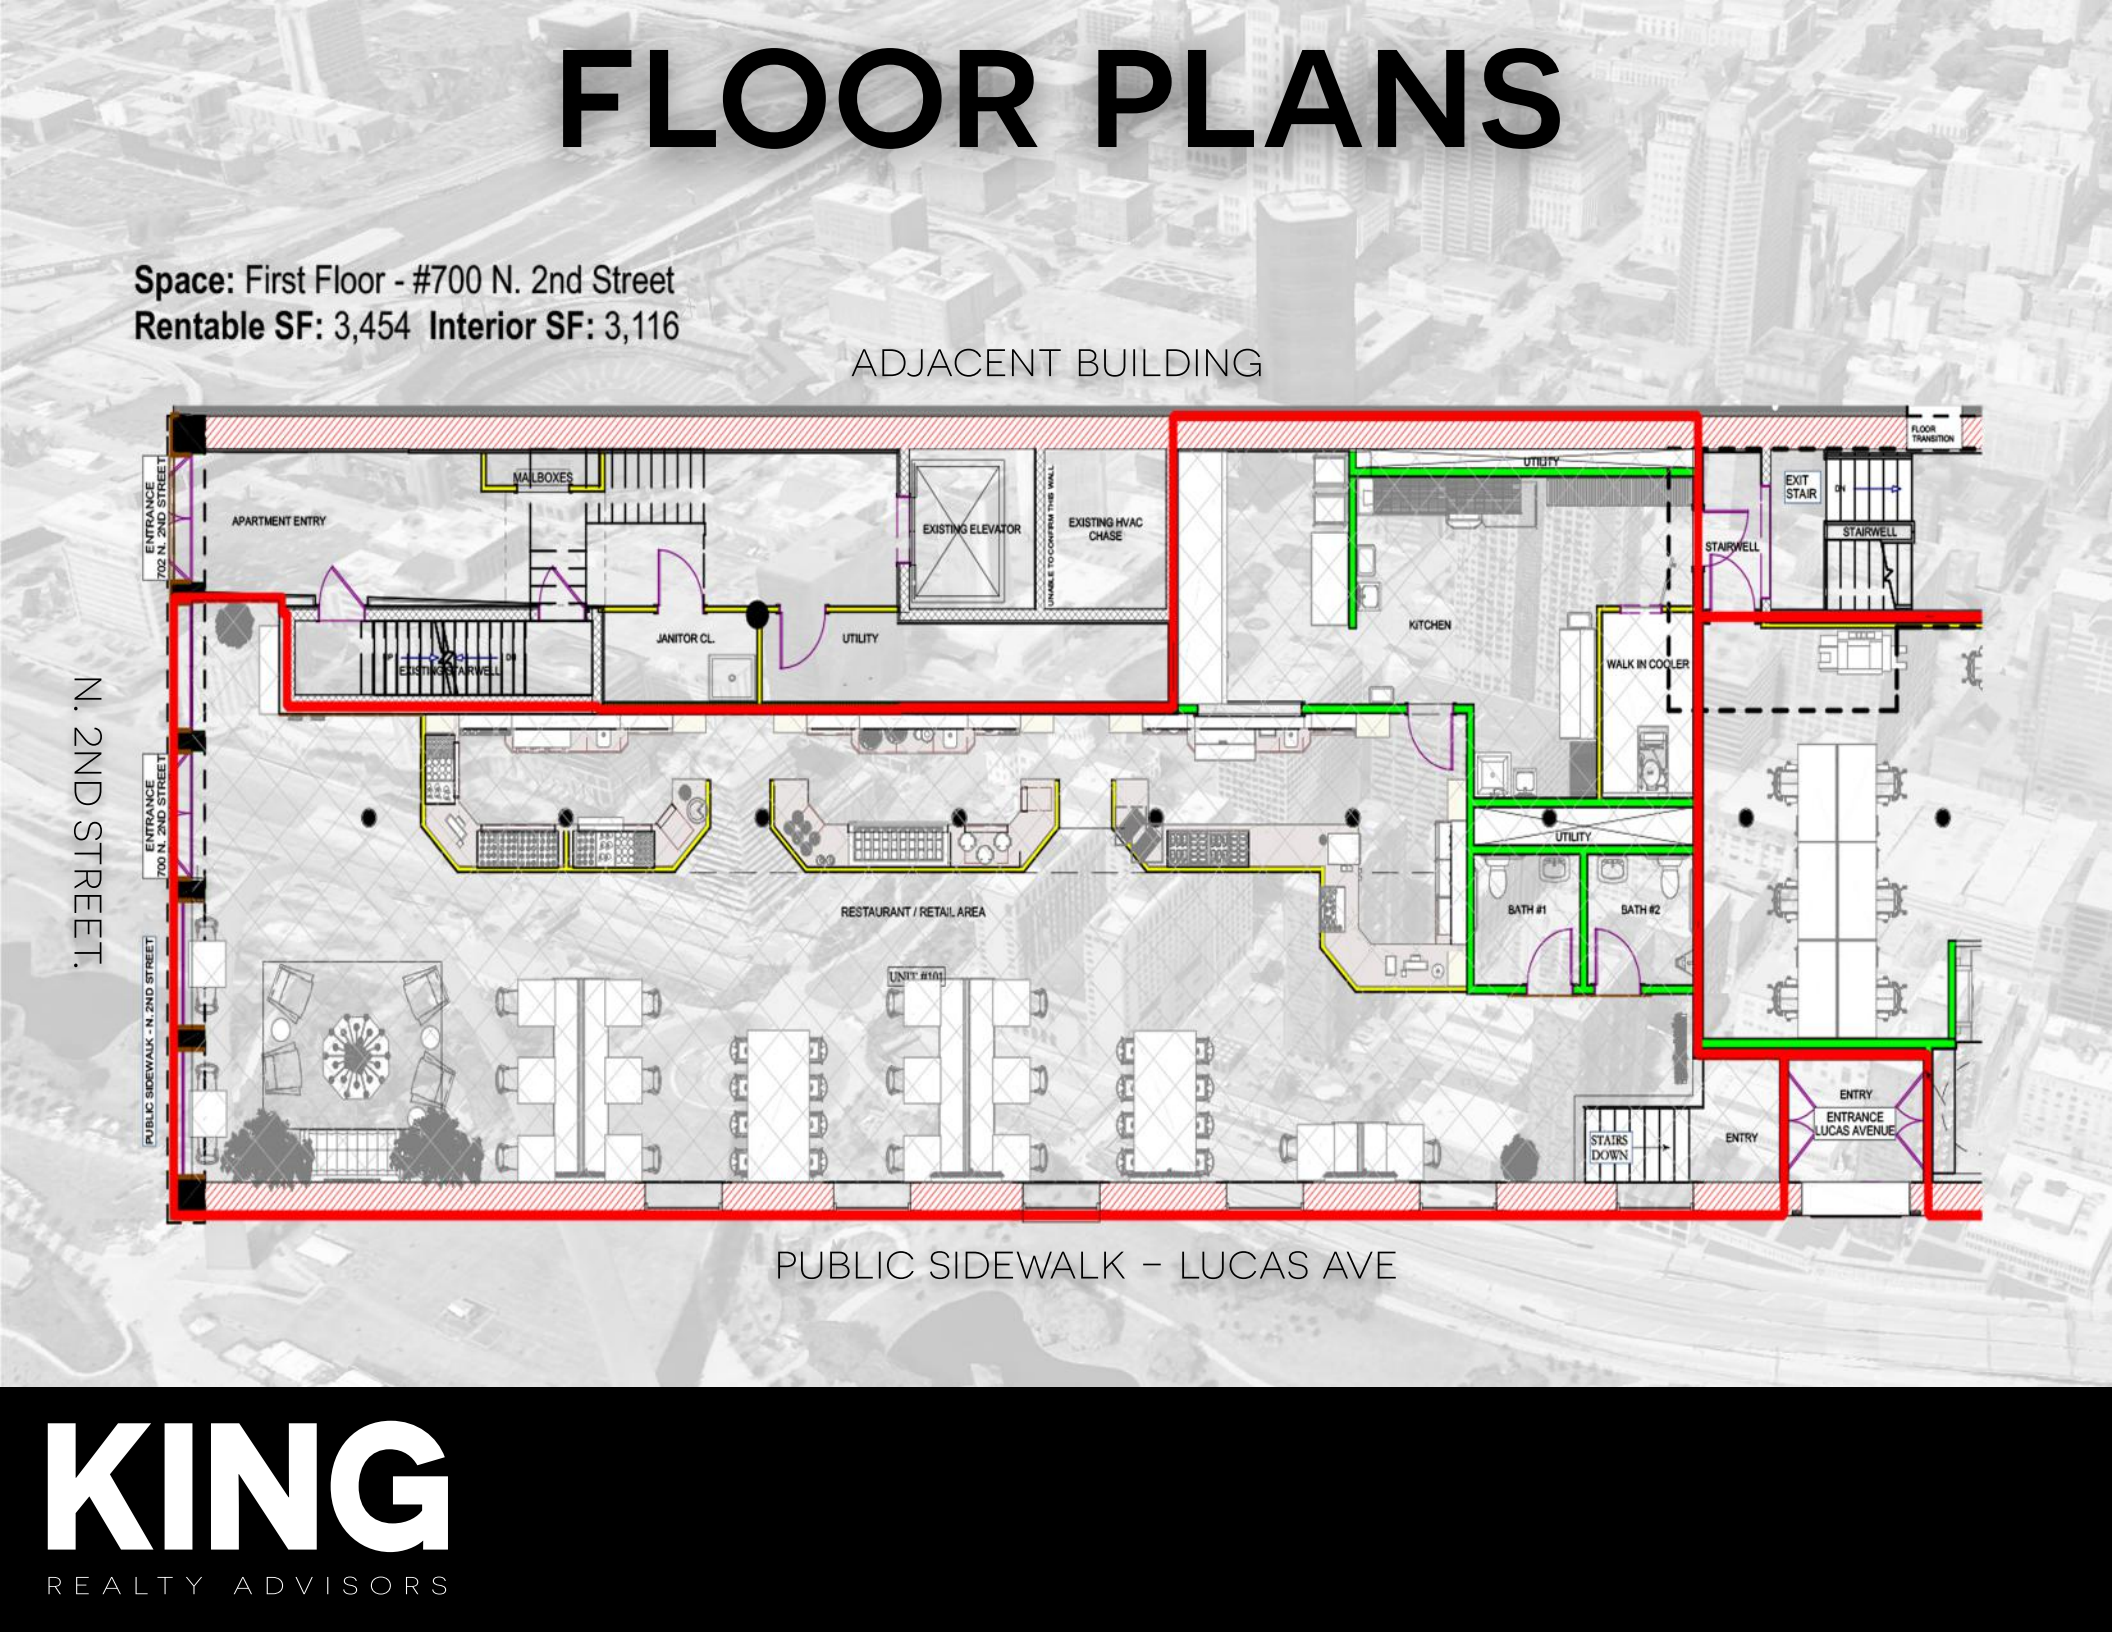 FLOOR PLANS
Space: First Floor - #700 N. 2nd Street
Rentable SF: 3,454 Interior SF: 3,116
ADJACENT BUILDING
FLOOR
TRANSITION
ENTRANCE
702 N. 2ND STREET
MAILBOXES
APARTMENT ENTRY
EXISTING ELEVATOR
UNABLE TO CONFIRM THIS WALL
EXISTING HVAC
CHASE
UTILITY
EXIT
STAIR
DN
STAIRWELL
STAIRWELL
KITCHEN
JANITOR CL.
UTILITY
UP
DN
EXISTING STAIRWELL
WALK IN COOLER
N. 2ND STREET.
ENTRANCE
700 N. 2ND STREET
UTILITY
RESTAURANT / RETAIL AREA
BATH #1
BATH #2
UNIT #101
PUBLIC SIDEWALK - N. 2ND STREET
ENTRY
ENTRANCE
LUCAS AVENUE
STAIRS
DOWN
ENTRY
PUBLIC SIDEWALK – LUCAS AVE
KING
REALTY ADVISORS